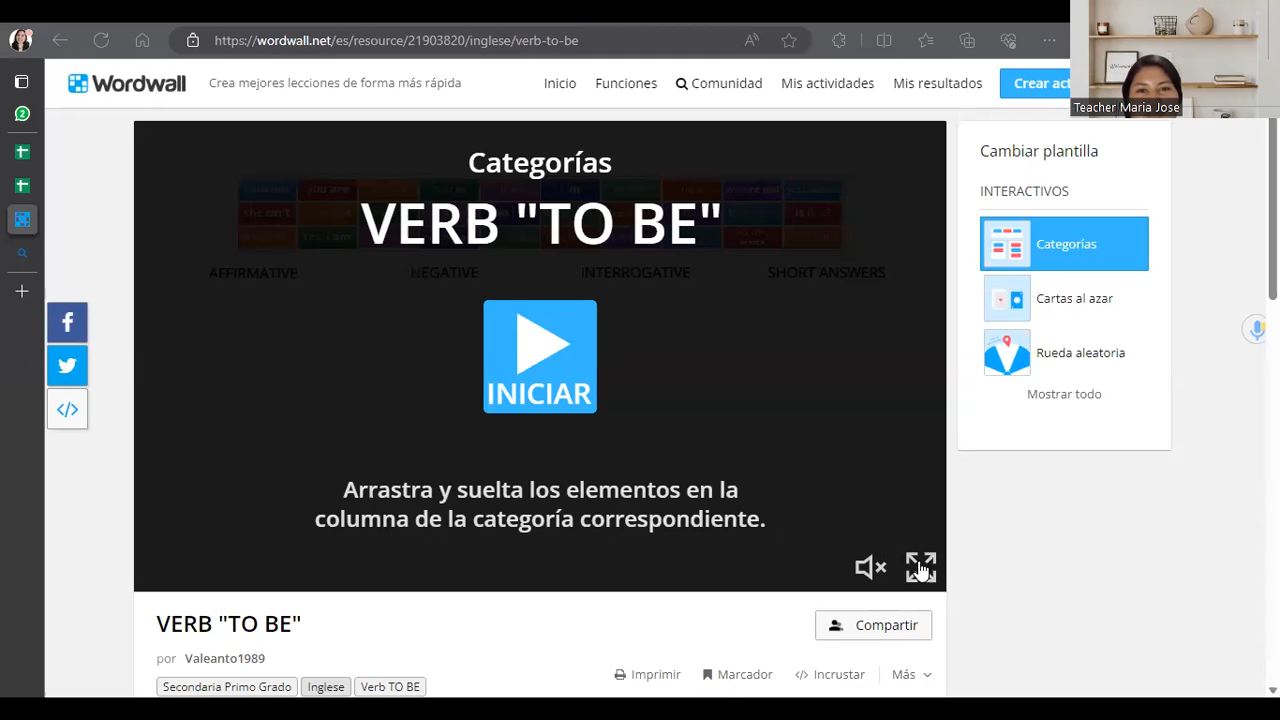 https://wordwall.net/es/resource/21903820/inglese/verb-to-be
Wordwall
Crea mejores lecciones de forma más rápida
Inicio
Funciones
Comunidad
Mis actividades
Mis resultados
Crear act
Teacher Maria Jose
Categorías
VERB "TO BE"
AFFIRMATIVE
NEGATIVE
INTERROGATIVE
SHORT ANSWERS
INICIAR
Arrastra y suelta los elementos en la
columna de la categoría correspondiente.
Cambiar plantilla
INTERACTIVOS
Categorías
Cartas al azar
Rueda aleatoria
Mostrar todo
VERB "TO BE"
Compartir
por Valeanto1989
Imprimir
Marcador
Incrustar
Más
Secundaria Primo Grado
Inglese
Verb TO BE